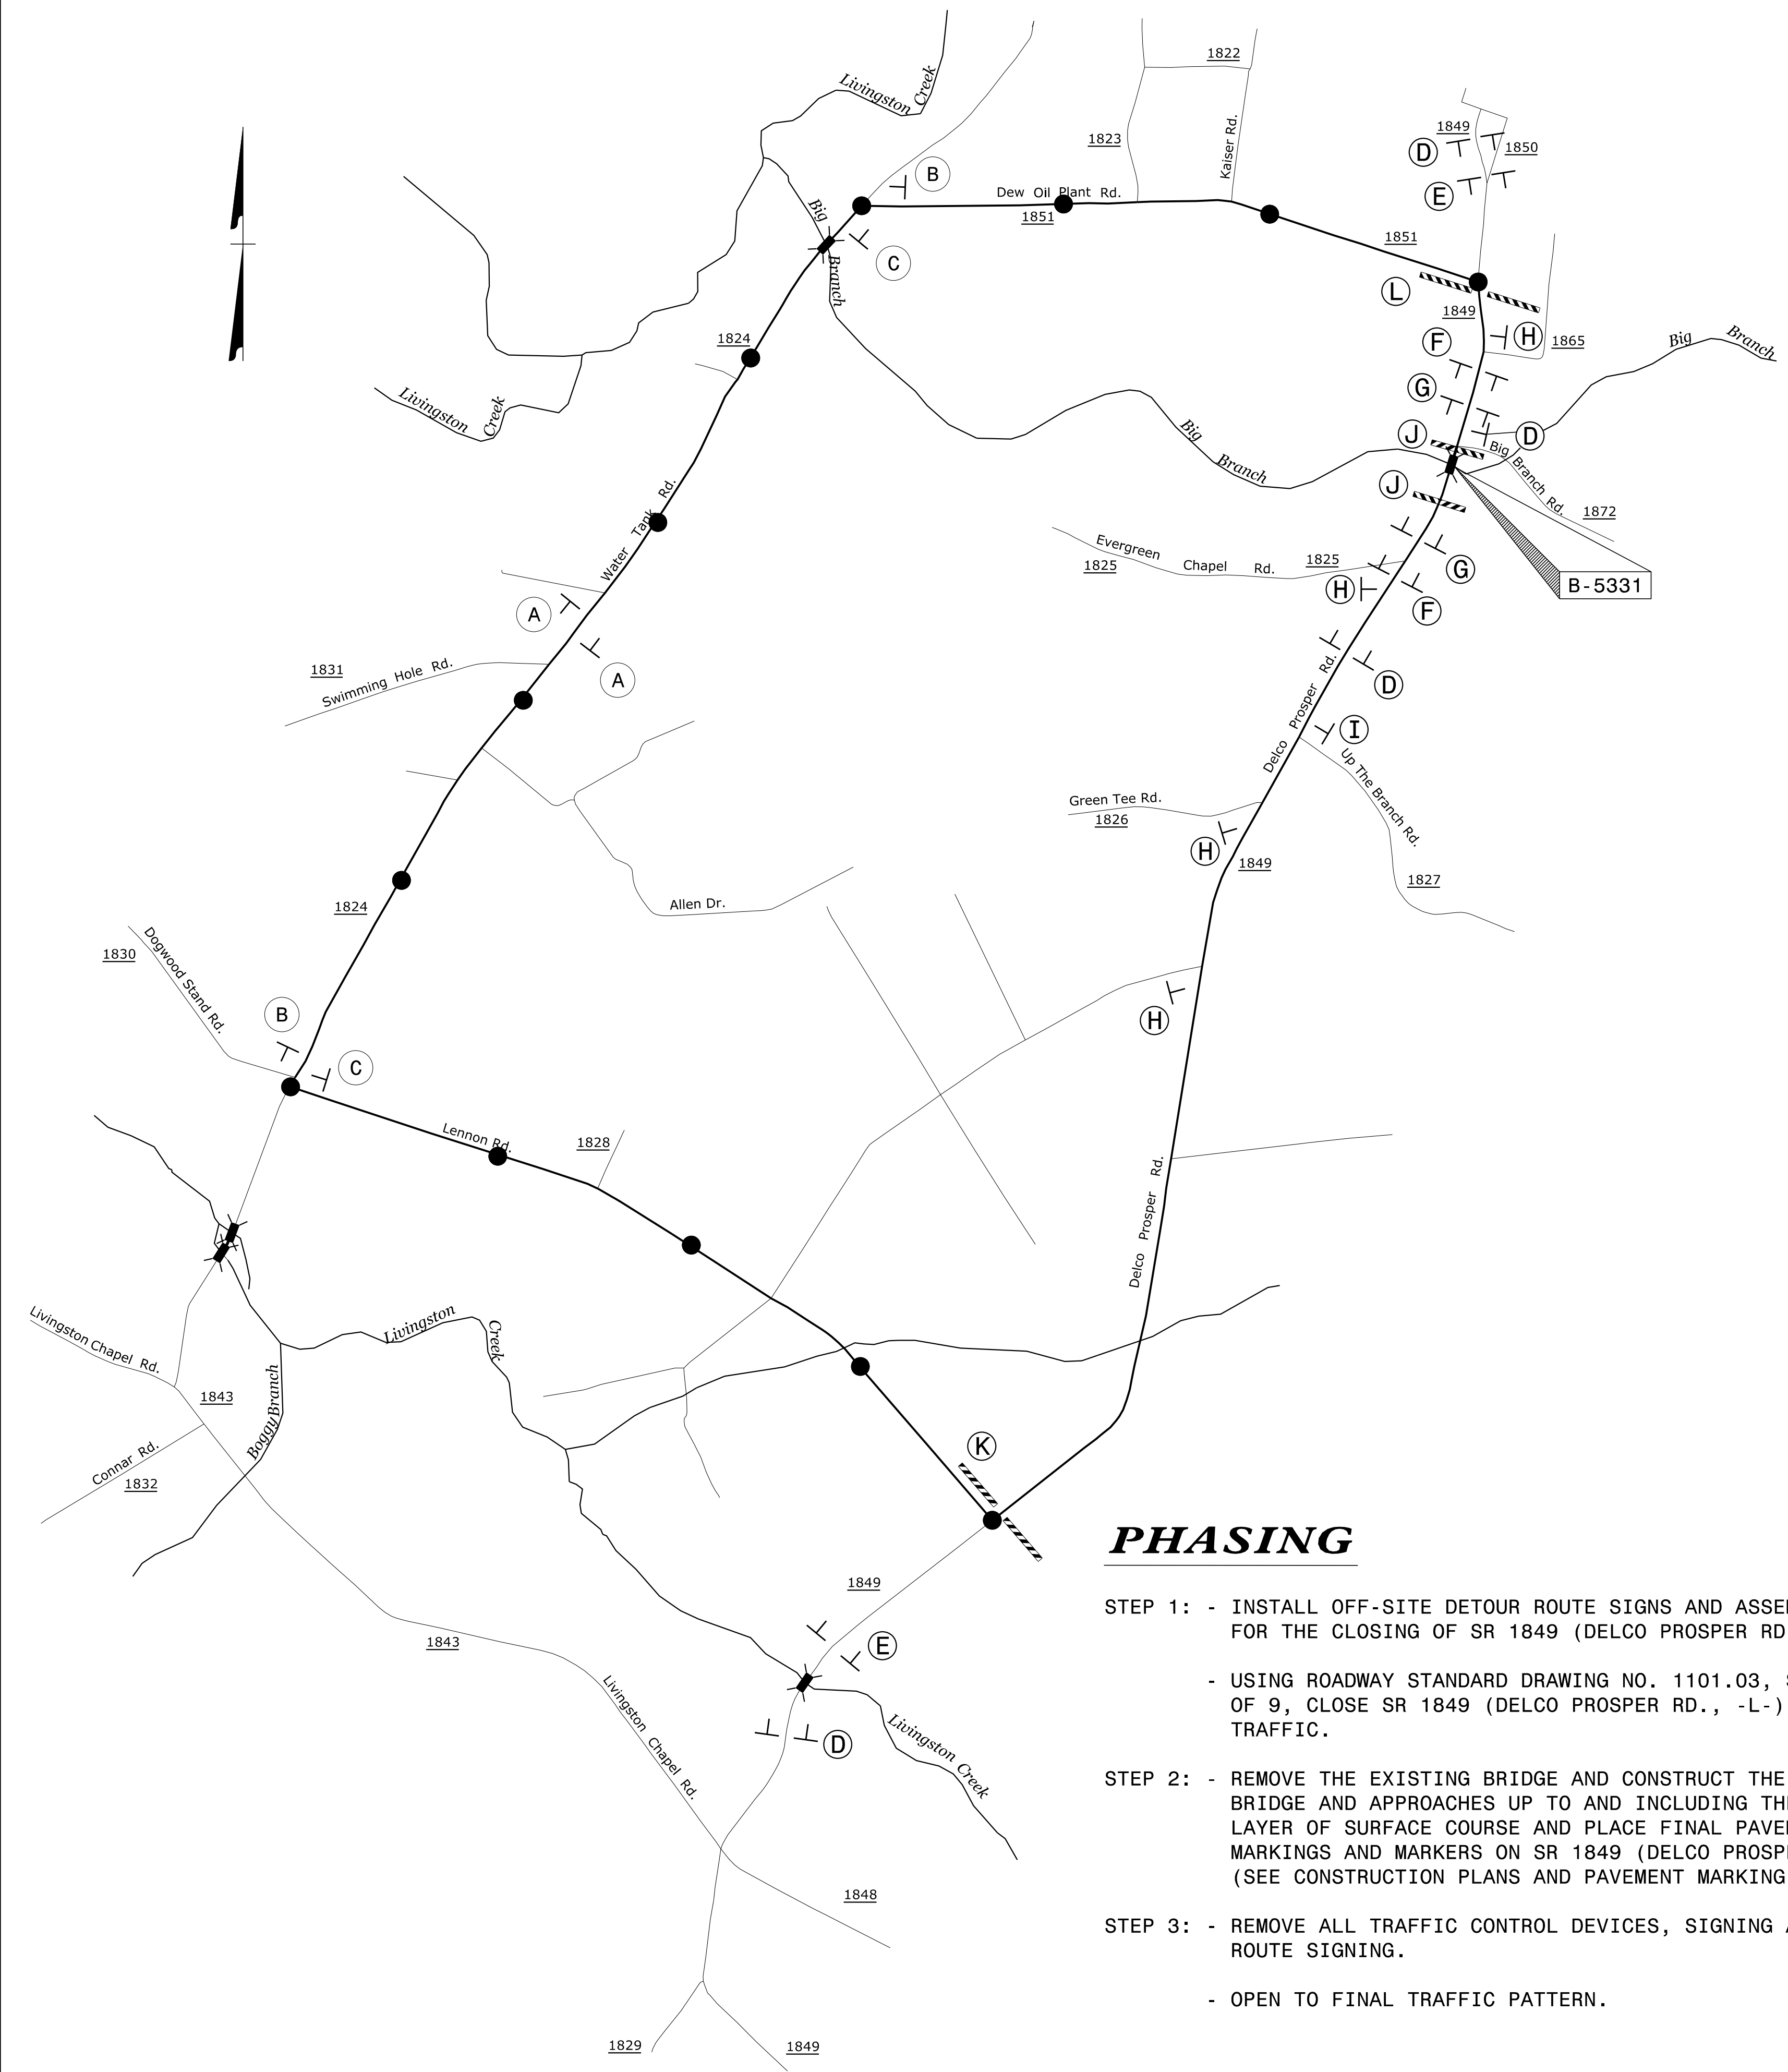 1822
Livingston
Creek
1849
D
1850
1823
Kaiser Rd.
B
E
Dew Oil Plant Rd.
1851
Big
Branch
C
1851
L
1849
H
1865
Big
Branch
1824
F
G
Livingston
Creek
J
D
Big
Branch
Big Branch Rd.
J
1872
Water Tank Rd.
Evergreen Chapel Rd.
1825
1825
G
B-5331
H
F
A
A
1831
Swimming Hole Rd.
Delco Prosper Rd.
D
I
Up The Branch Rd.
Green Tee Rd.
1826
H
1849
1827
Allen Dr.
1824
Dogwood Stand Rd.
1830
B
H
C
Lennon Rd.
1828
Delco Prosper Rd.
Livingston Chapel Rd.
Livingston
Creek
1843
Boggy Branch
Connar Rd.
1832
K
1849
1843
E
Livingston Chapel Rd.
Livingston Creek
D
1848
1829
1849
PHASING
STEP 1: - INSTALL OFF-SITE DETOUR ROUTE SIGNS AND
FOR THE CLOSING OF SR 1849 (DELCO PROSPER RD
- USING ROADWAY STANDARD DRAWING NO. 1101.03,
OF 9, CLOSE SR 1849 (DELCO PROSPER RD., -L-)
TRAFFIC.
STEP 2: - REMOVE THE EXISTING BRIDGE AND CONSTRUCT THE
BRIDGE AND APPROACHES UP TO AND INCLUDING
LAYER OF SURFACE COURSE AND PLACE FINAL
MARKINGS AND MARKERS ON SR 1849 (DELCO
(SEE CONSTRUCTION PLANS AND PAVEMENT MARKING
STEP 3: - REMOVE ALL TRAFFIC CONTROL DEVICES, SIGNING
ROUTE SIGNING.
- OPEN TO FINAL TRAFFIC PATTERN.